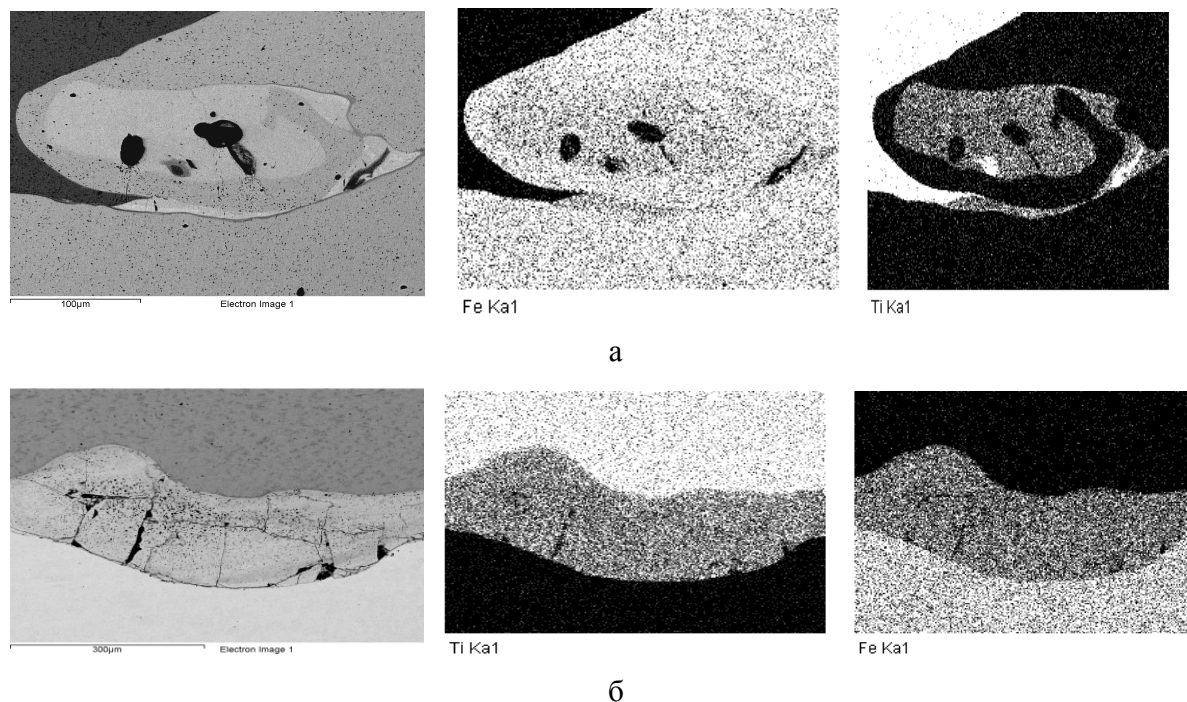 100µm Electron Image 1
Fe Ka1
Ti Ka1
а
300µm Electron Image 1
Ti Ka1
Fe Ka1
б